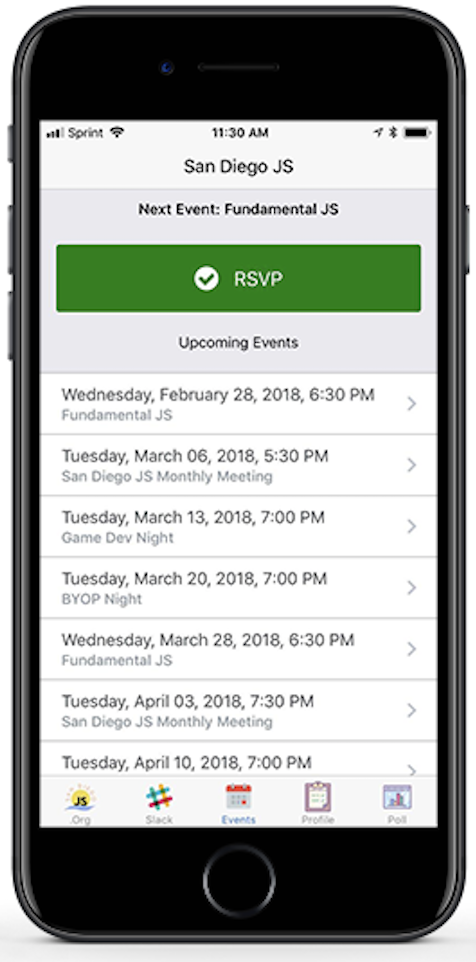 Sprint 11:30 AM
San Diego JS
Next Event: Fundamental JS
RSVP
Upcoming Events
Wednesday, February 28, 2018, 6:30 PM
Fundamental JS
Tuesday, March 06, 2018, 5:30 PM
San Diego JS Monthly Meeting
Tuesday, March 13, 2018, 7:00 PM
Game Dev Night
Tuesday, March 20, 2018, 7:00 PM
BYOP Night
Wednesday, March 28, 2018, 6:30 PM
Fundamental JS
Tuesday, April 03, 2018, 7:30 PM
San Diego JS Monthly Meeting
Tuesday, April 10, 2018, 7:00 PM
JS
.Org Slack Events Profile Poll